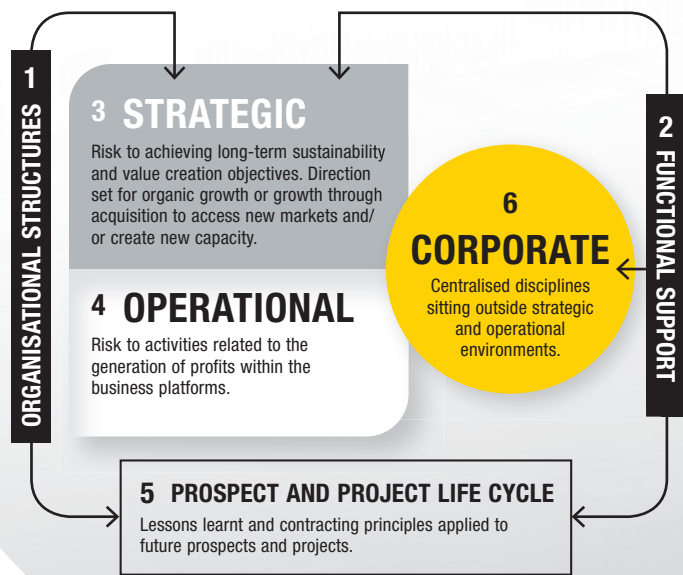 1
ORGANISATIONAL STRUCTURES
2
FUNCTIONAL SUPPORT
3 STRATEGIC
Risk to achieving long-term sustainability
and value creation objectives. Direction
set for organic growth or growth through
acquisition to access new markets and/
or create new capacity.
4 OPERATIONAL
Risk to activities related to the
generation of profits within the
business platforms.
6
CORPORATE
Centralised disciplines
sitting outside strategic
and operational
environments.
5 PROSPECT AND PROJECT LIFE CYCLE
Lessons learnt and contracting principles applied to
future prospects and projects.